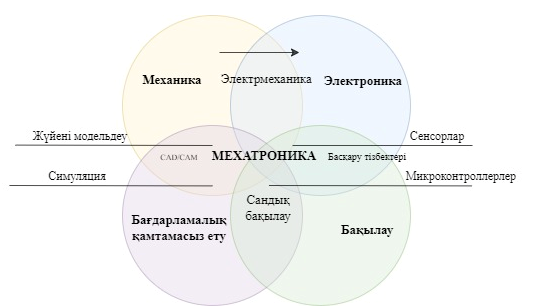 Механика
Электрмеханика
Электроника
Жүйені модельдеу
Сенсорлар
CAD/CAM
МЕХАТРОНИКА
Басқару тізбектері
Симуляция
Микроконтроллерлер
Сандық
бақылау
Бағдарламалық
қамтамасыз ету
Бақылау